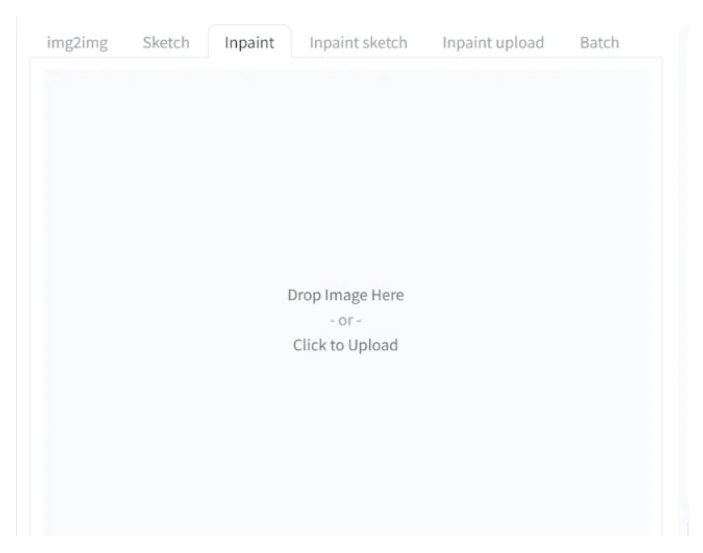 img2img Sketch Inpaint Inpaint sketch Inpaint upload Batch
Drop Image Here
- or -
Click to Upload